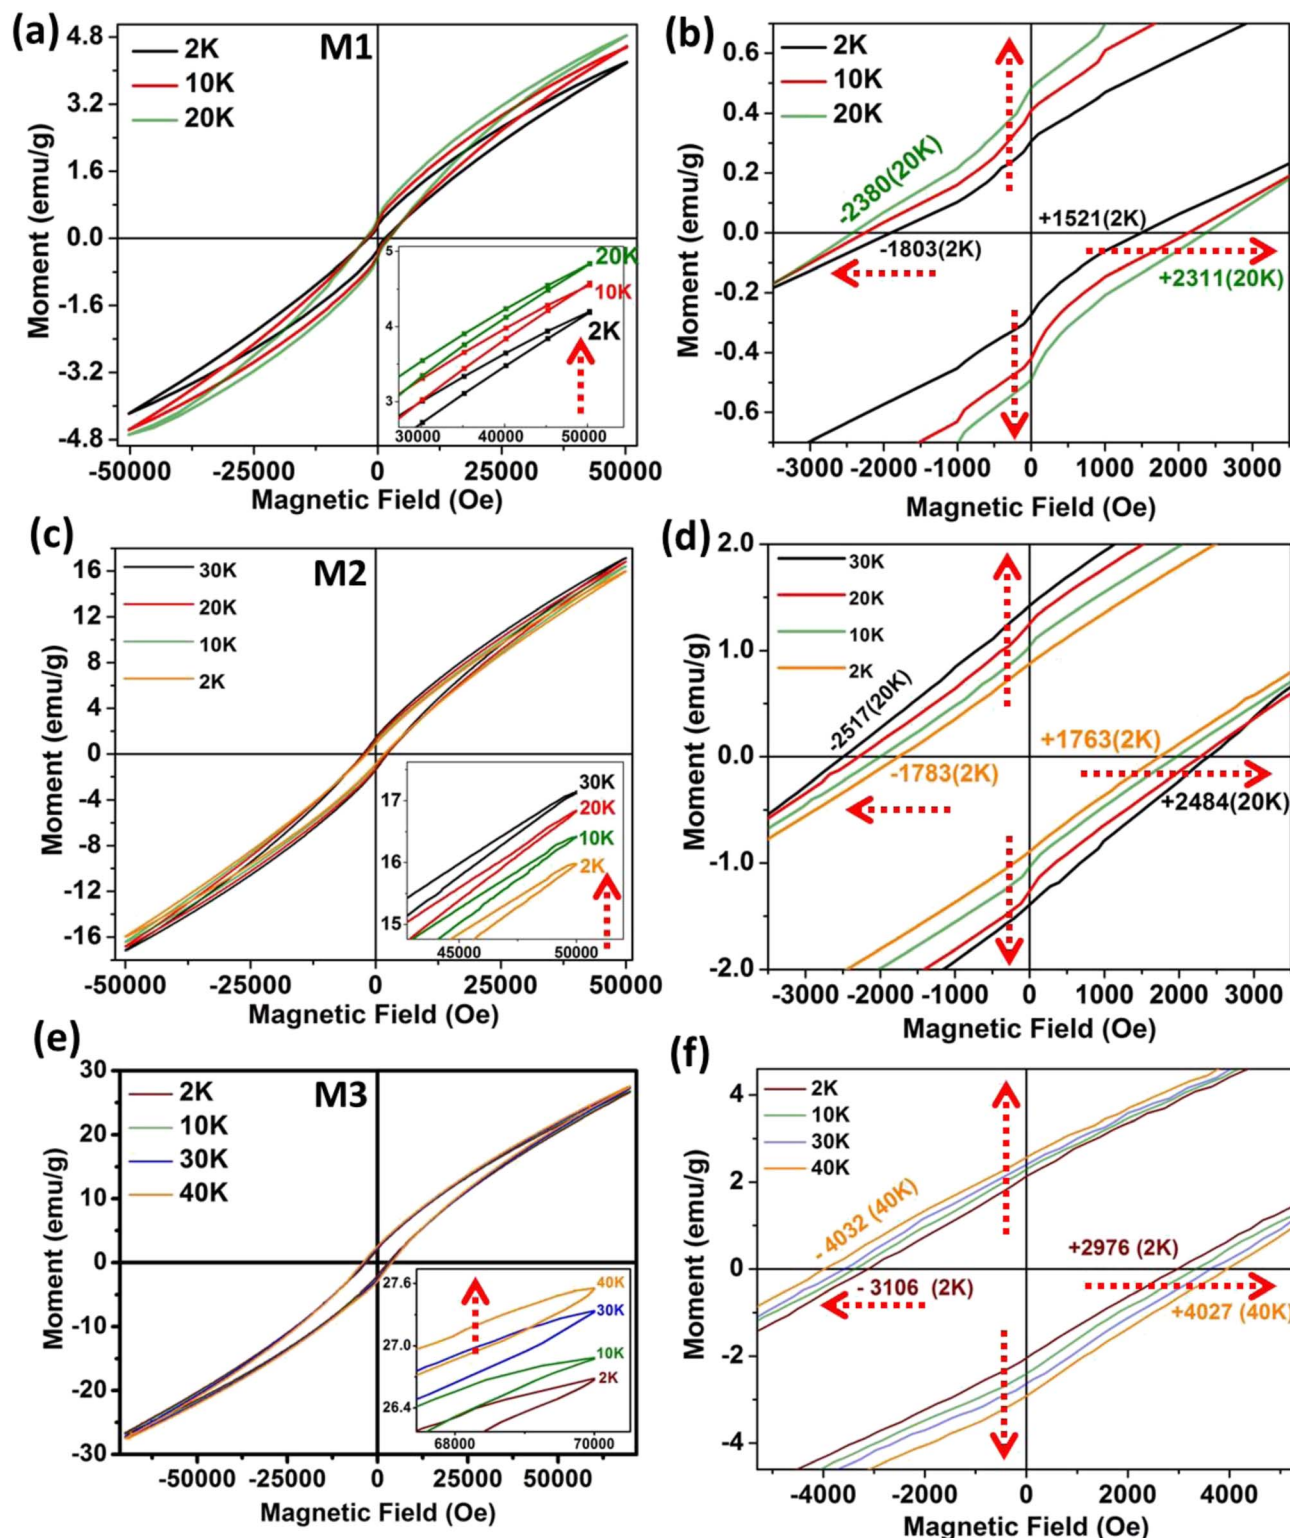 (a)
M1
2K
10K
20K
4.8
3.2
1.6
0.0
-1.6
-3.2
-4.8
Moment (emu/g)
5
4
3
20K
10K
2K
30000 40000 50000
-50000 -25000 0 25000 50000
Magnetic Field (Oe)
(b)
2K
10K
20K
0.6
0.4
0.2
0.0
-0.2
-0.4
-0.6
Moment (emu/g)
-2380(20K)
-1803(2K)
+1521(2K)
+2311(20K)
-3000 -2000 -1000 0 1000 2000 3000
Magnetic Field (Oe)
(c)
M2
30K
20K
10K
2K
16
12
8
4
0
-4
-8
-12
-16
Moment (emu/g)
17
16
15
30K
20K
10K
2K
45000 50000
-50000 -25000 0 25000 50000
Magnetic Field (Oe)
(d)
30K
20K
10K
2K
2.0
1.0
0.0
-1.0
-2.0
Moment (emu/g)
-2517(20K)
-1783(2K)
+1763(2K)
+2484(20K)
-3000 -2000 -1000 0 1000 2000 3000
Magnetic Field (Oe)
(e)
M3
2K
10K
30K
40K
30
20
10
0
-10
-20
-30
Moment (emu/g)
27.6
27.0
26.4
40K
30K
10K
2K
68000 70000
-50000 -25000 0 25000 50000
Magnetic Field (Oe)
(f)
2K
10K
30K
40K
4
2
0
-2
-4
Moment (emu/g)
- 4032 (40K)
- 3106 (2K)
+2976 (2K)
+4027 (40K)
-4000 -2000 0 2000 4000
Magnetic Field (Oe)